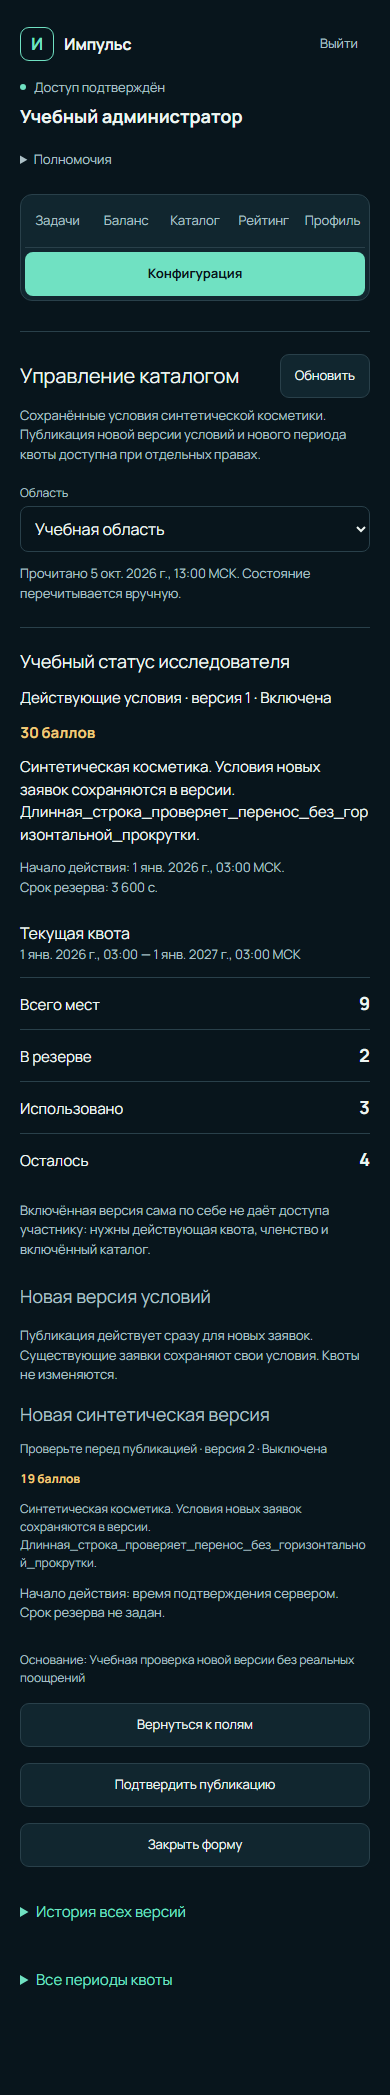 И Импульс Выйти
Доступ подтверждён
Учебный администратор
Полномочия
Задачи Баланс Каталог Рейтинг Профиль
Конфигурация
Управление каталогом Обновить
Сохранённые условия синтетической косметики.
Публикация новой версии условий и нового периода
квоты доступна при отдельных правах.
Область
Учебная область
Прочитано 5 окт. 2026 г., 13:00 МСК. Состояние
перечитывается вручную.
Учебный статус исследователя
Действующие условия · версия 1 · Включена
30 баллов
Синтетическая косметика. Условия новых
заявок сохраняются в версии.
Длинная_строка_проверяет_перенос_без_гор
изонтальной_прокрутки.
Начало действия: 1 янв. 2026 г., 03:00 МСК.
Срок резерва: 3 600 с.
Текущая квота
1 янв. 2026 г., 03:00 — 1 янв. 2027 г., 03:00 МСК
Всего мест 9
В резерве 2
Использовано 3
Осталось 4
Включённая версия сама по себе не даёт доступа
участнику: нужны действующая квота, членство и
включённый каталог.
Новая версия условий
Публикация действует сразу для новых заявок.
Существующие заявки сохраняют свои условия. Квоты
не изменяются.
Новая синтетическая версия
Проверьте перед публикацией · версия 2 · Выключена
19 баллов
Синтетическая косметика. Условия новых заявок
сохраняются в версии.
Длинная_строка_проверяет_перенос_без_горизонтально
й_прокрутки.
Начало действия: время подтверждения сервером.
Срок резерва не задан.
Основание: Учебная проверка новой версии без реальных
поощрений
Вернуться к полям
Подтвердить публикацию
Закрыть форму
История всех версий
Все периоды квоты